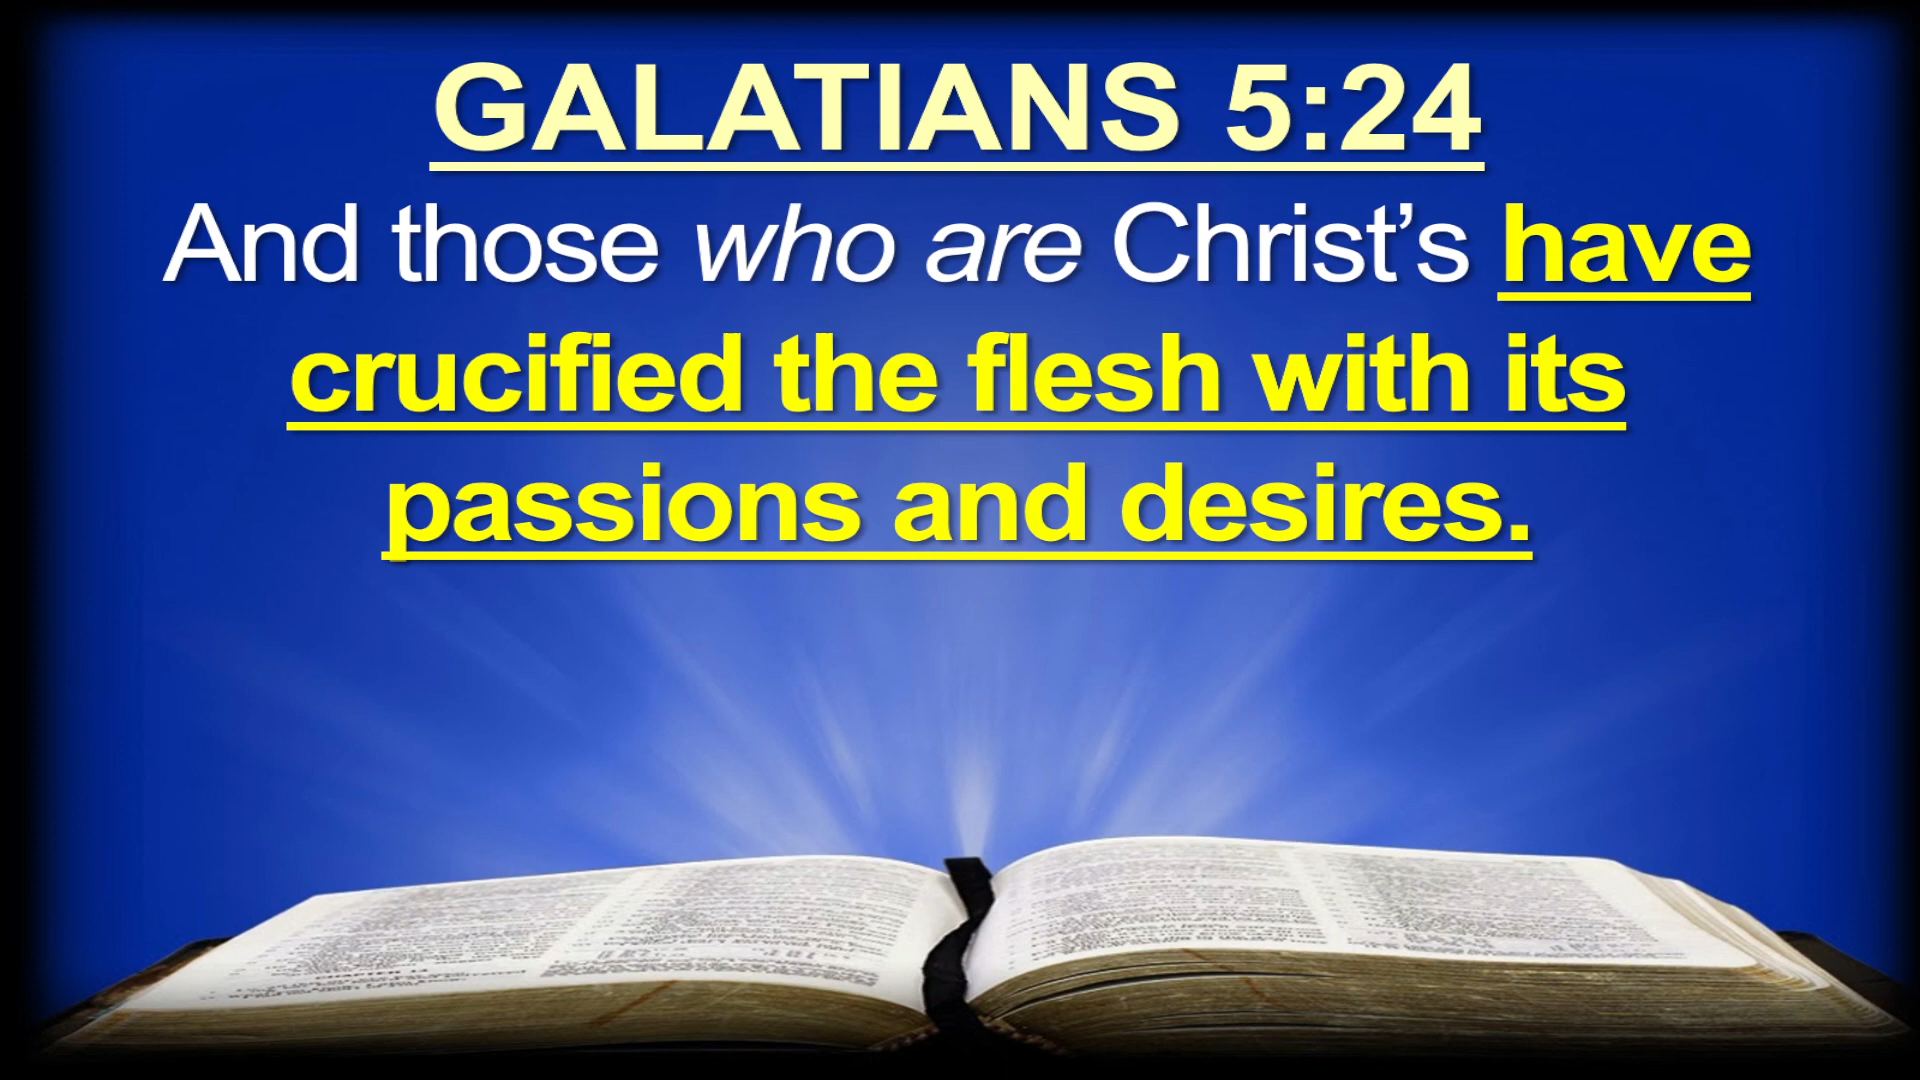 GALATIANS 5:24
And those who are Christ’s have
crucified the flesh with its
passions and desires.